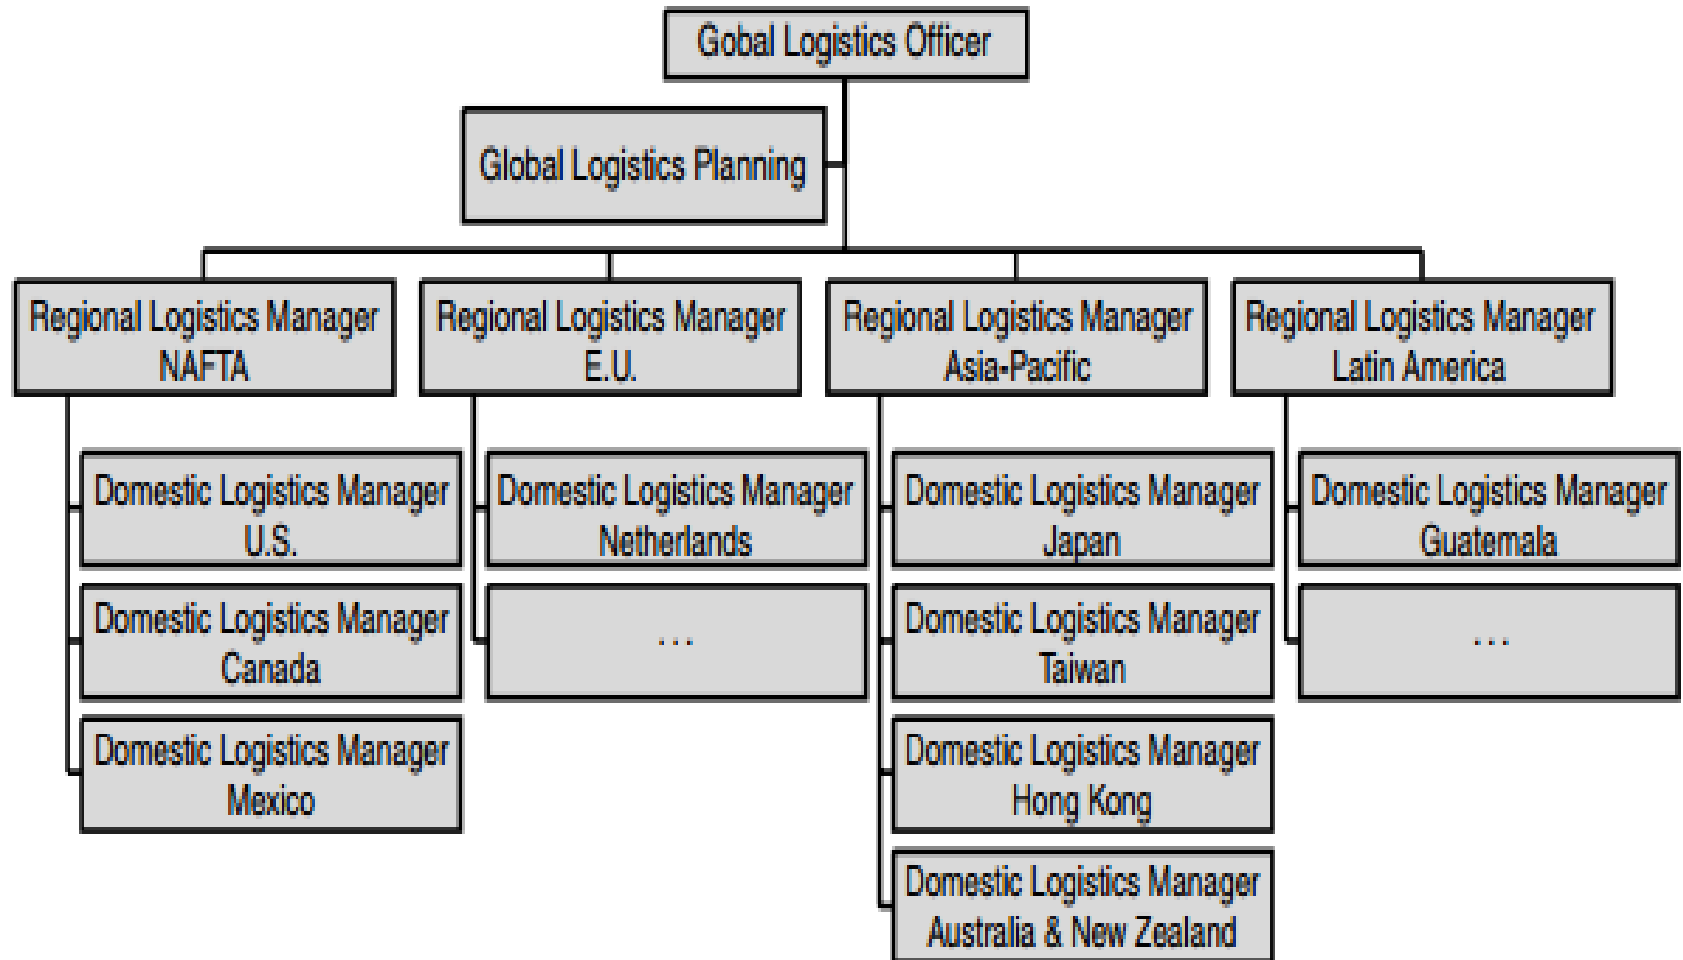 Gobal Logistics Officer
Global Logistics Planning
Regional Logistics Manager
NAFTA
Regional Logistics Manager
E.U.
Regional Logistics Manager
Asia-Pacific
Regional Logistics Manager
Latin America
Domestic Logistics Manager
U.S.
Domestic Logistics Manager
Canada
Domestic Logistics Manager
Mexico
Domestic Logistics Manager
Netherlands
...
Domestic Logistics Manager
Japan
Domestic Logistics Manager
Taiwan
Domestic Logistics Manager
Hong Kong
Domestic Logistics Manager
Australia & New Zealand
Domestic Logistics Manager
Guatemala
...